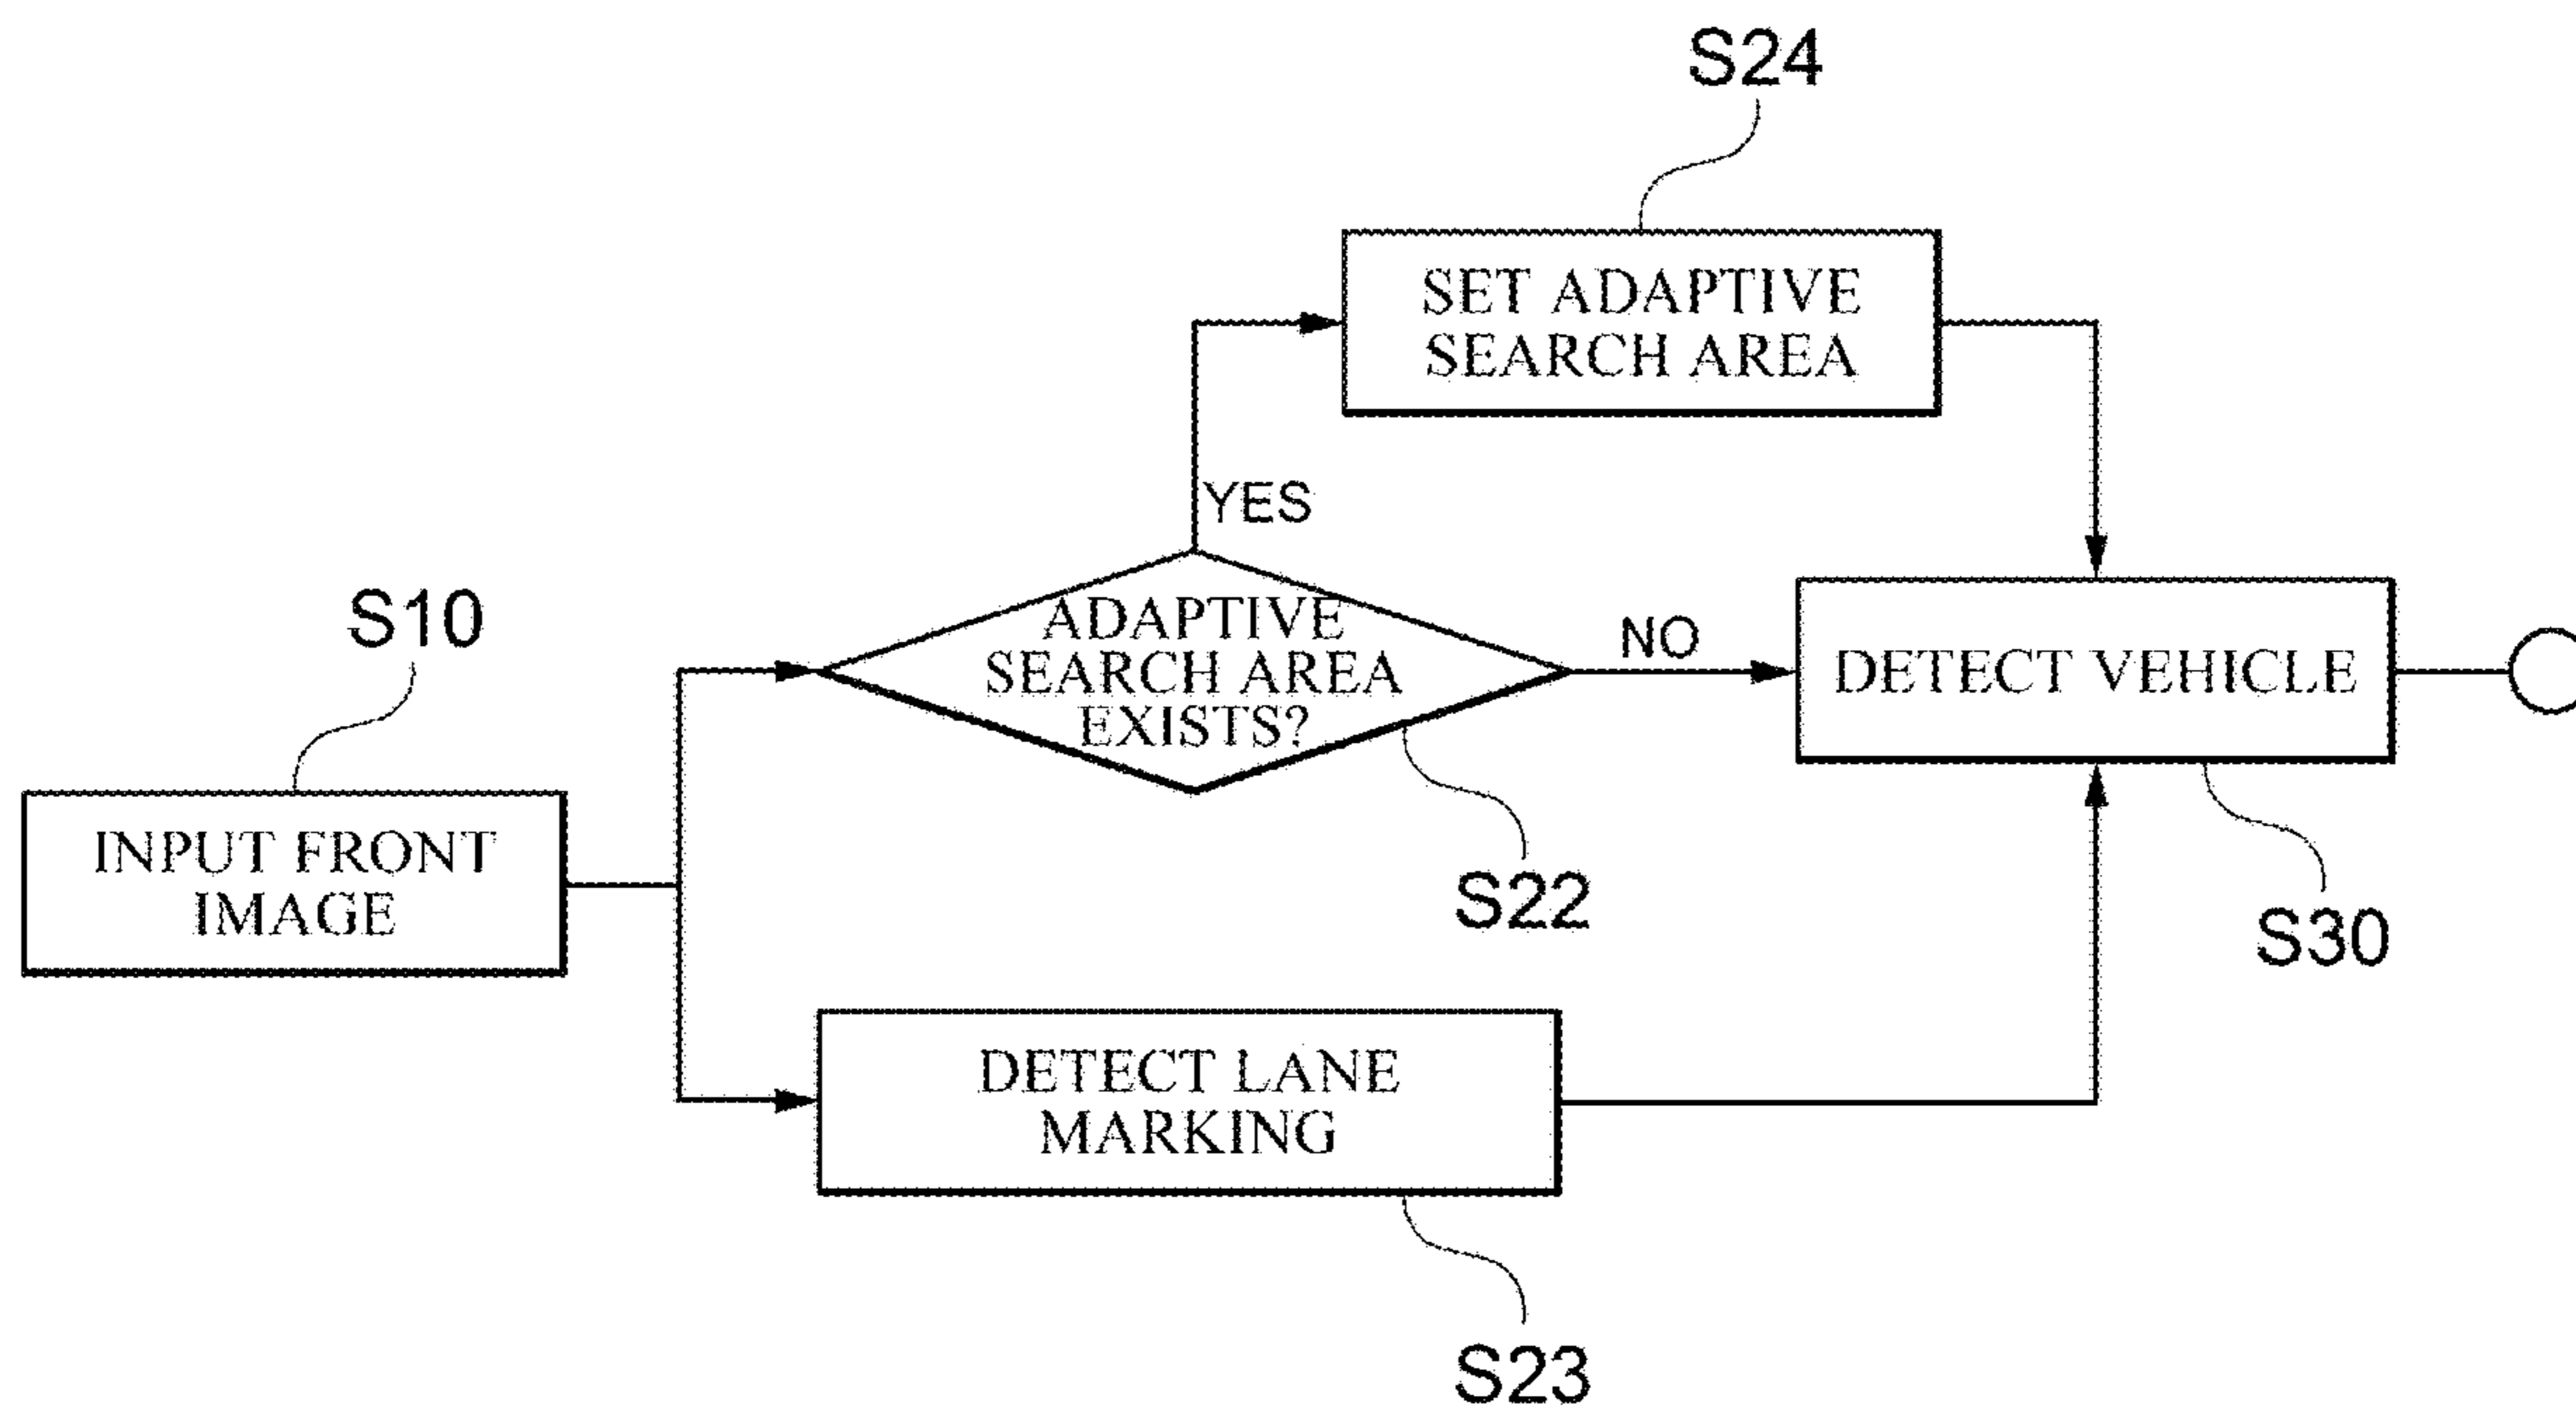 S24
SET ADAPTIVE
SEARCH AREA
YES
S10
ADAPTIVE
SEARCH AREA
EXISTS?
NO
DETECT VEHICLE
INPUT FRONT
IMAGE
S22
S30
DETECT LANE
MARKING
S23